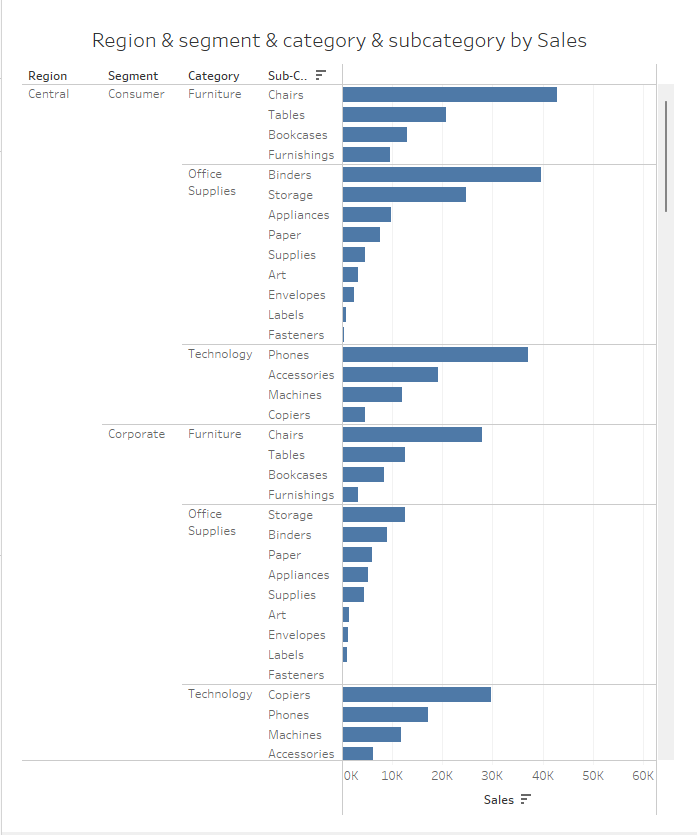 Region & segment & category & subcategory by Sales
Region Segment Category Sub-C..
Central Consumer Furniture Chairs
Tables
Bookcases
Furnishings
Office Supplies Binders
Storage
Appliances
Paper
Supplies
Art
Envelopes
Labels
Fasteners
Technology Phones
Accessories
Machines
Copiers
Corporate Furniture Chairs
Tables
Bookcases
Furnishings
Office Supplies Storage
Binders
Paper
Appliances
Supplies
Art
Envelopes
Labels
Fasteners
Technology Copiers
Phones
Machines
Accessories
0K 10K 20K 30K 40K 50K 60K
Sales